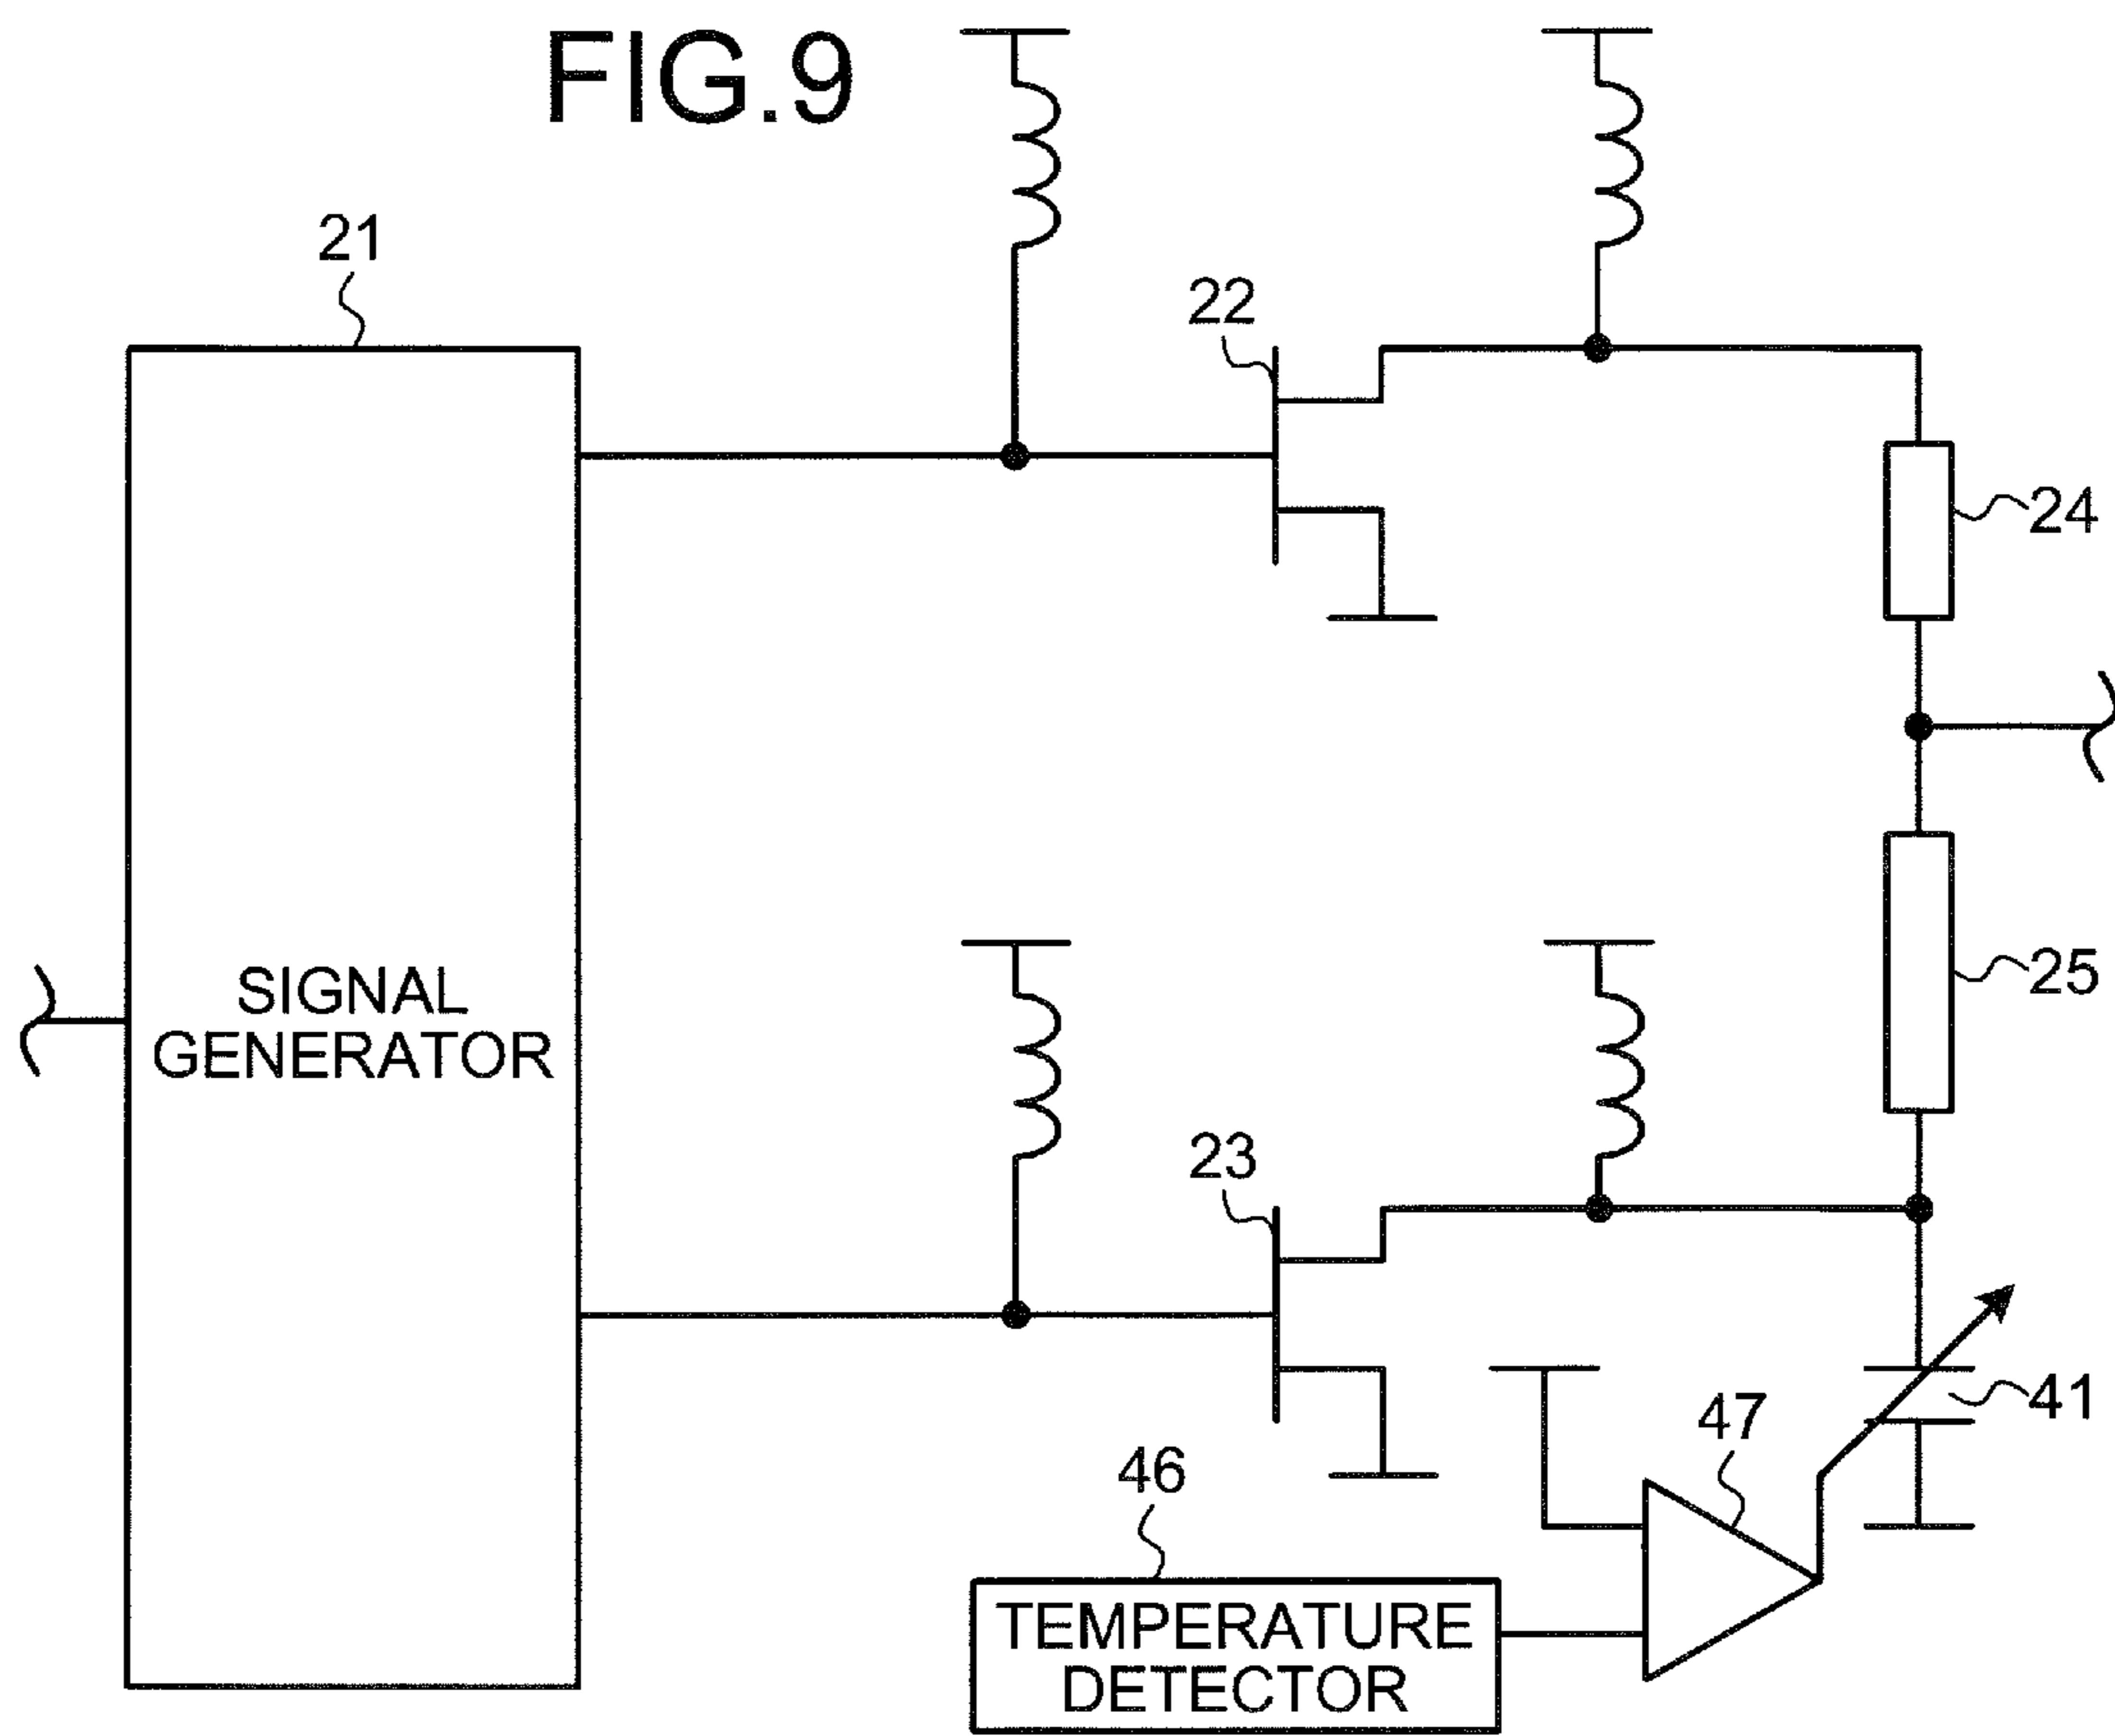 FIG.9
21
22
24
SIGNAL
GENERATOR
25
23
41
47
46
TEMPERATURE
DETECTOR